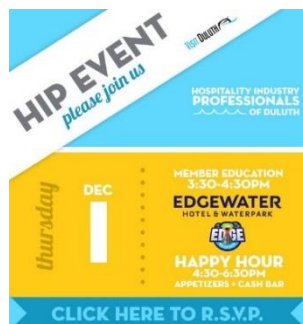 HIP EVENT
please join us
VISIT DULUTH
HOSPITALITY INDUSTRY
PROFESSIONALS
OF DULUTH
thursday
DEC
1
MEMBER EDUCATION
3:30-4:30PM
EDGEWATER
HOTEL & WATERPARK
EDGE
HAPPY HOUR
4:30-6:30PM
APPETIZERS + CASH BAR
CLICK HERE TO R.S.V.P.